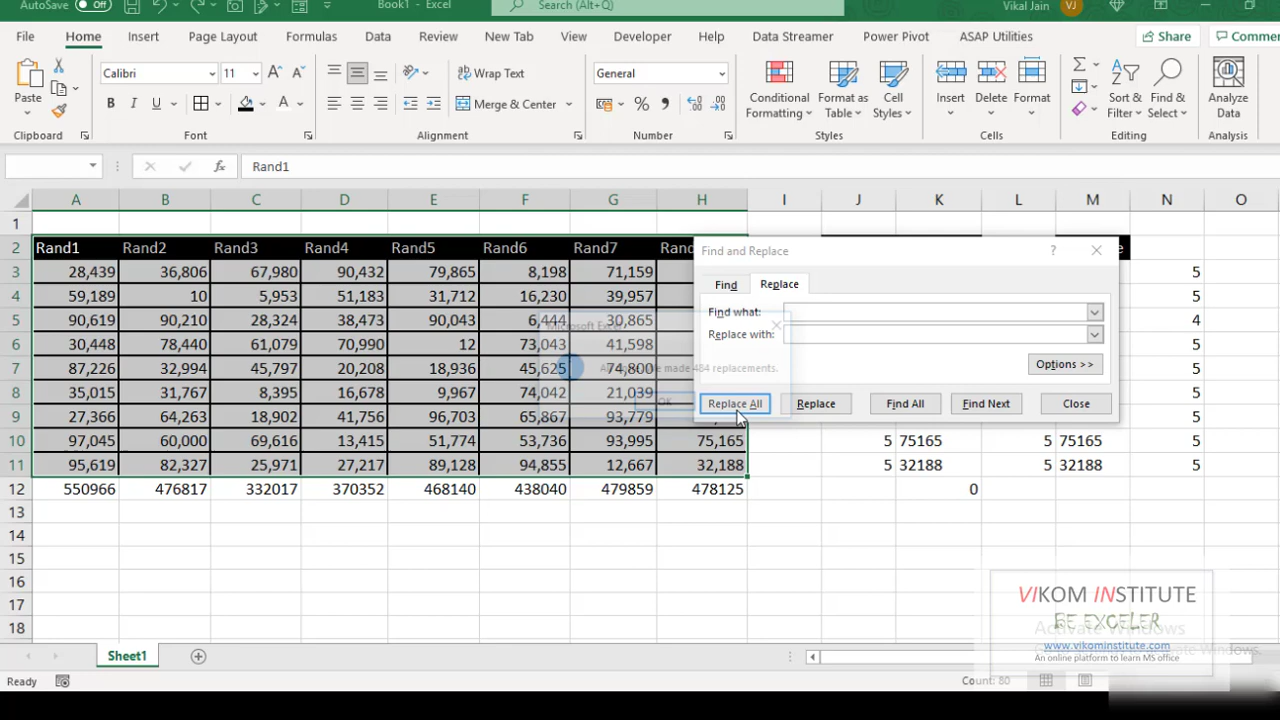 AutoSave Off Book1 - Excel Search (Alt+Q) Vikal Jain VJ
File Home Insert Page Layout Formulas Data Review New Tab View Developer Help Data Streamer Power Pivot ASAP Utilities Share Comme
Paste Calibri 11 Wrap Text General Conditional Formatting Format as Table Cell Styles Insert Delete Format Sort & Filter Find & Select Analyze Data
B I U Merge & Center
Clipboard Font Alignment Number Styles Cells Editing Analysis
fx Rand1
A B C D E F G H I J K L M N O
1
2 Rand1 Rand2 Rand3 Rand4 Rand5 Rand6 Rand7 Rand
3 28,439 36,806 67,980 90,432 79,865 8,198 71,159 5
4 59,189 10 5,953 51,183 31,712 16,230 39,957 5
5 90,619 90,210 28,324 38,473 90,043 6,444 30,865 4
6 30,448 78,440 61,079 70,990 12 73,043 41,598 5
7 87,226 32,994 45,797 20,208 18,936 45,625 74,800 5
8 35,015 31,767 8,395 16,678 9,968 74,042 21,039 5
9 27,366 64,263 18,902 41,756 96,703 65,867 93,779 5
10 97,045 60,000 69,616 13,415 51,774 53,736 93,995 75,165 5 75165 5 75165 5
11 95,619 82,327 25,971 27,217 89,128 94,855 12,667 32,188 5 32188 5 32188 5
12 550966 476817 332017 370352 468140 438040 479859 478125 0
13
14
15
16
17
18
Find and Replace ?
Find Replace
Find what:
Replace with:
Options >>
Replace All Replace Find All Find Next Close
Microsoft Excel
made 484 replacements.
OK
VIKOM INSTITUTE
BE EXCELER
Activate Windows
www.vikominstitute.com
An online platform to learn MS office
Sheet1
Ready Count: 80